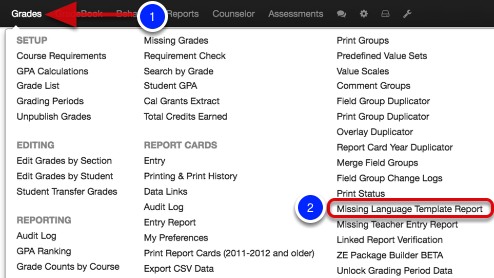 Grades
Book
Reports
Counselor
Assessments
1
SETUP
Course Requirements
GPA Calculations
Grade List
Grading Periods
Unpublish Grades
EDITING
Edit Grades by Section
Edit Grades by Student
Student Transfer Grades
REPORTING
Audit Log
GPA Ranking
Grade Counts by Course
Missing Grades
Requirement Check
Search by Grade
Student GPA
Cal Grants Extract
Total Credits Earned
REPORT CARDS
Entry
Printing & Print History
Data Links
Audit Log
Entry Report
My Preferences
Print Report Cards (2011-2012 and older)
Export CSV Data
Print Groups
Predefined Value Sets
Value Scales
Comment Groups
Field Group Duplicator
Print Group Duplicator
Overlay Duplicator
Report Card Year Duplicator
Merge Field Groups
Field Group Change Logs
Print Status
2
Missing Language Template Report
Missing Teacher Entry Report
Linked Report Verification
ZE Package Builder BETA
Unlock Grading Period Data